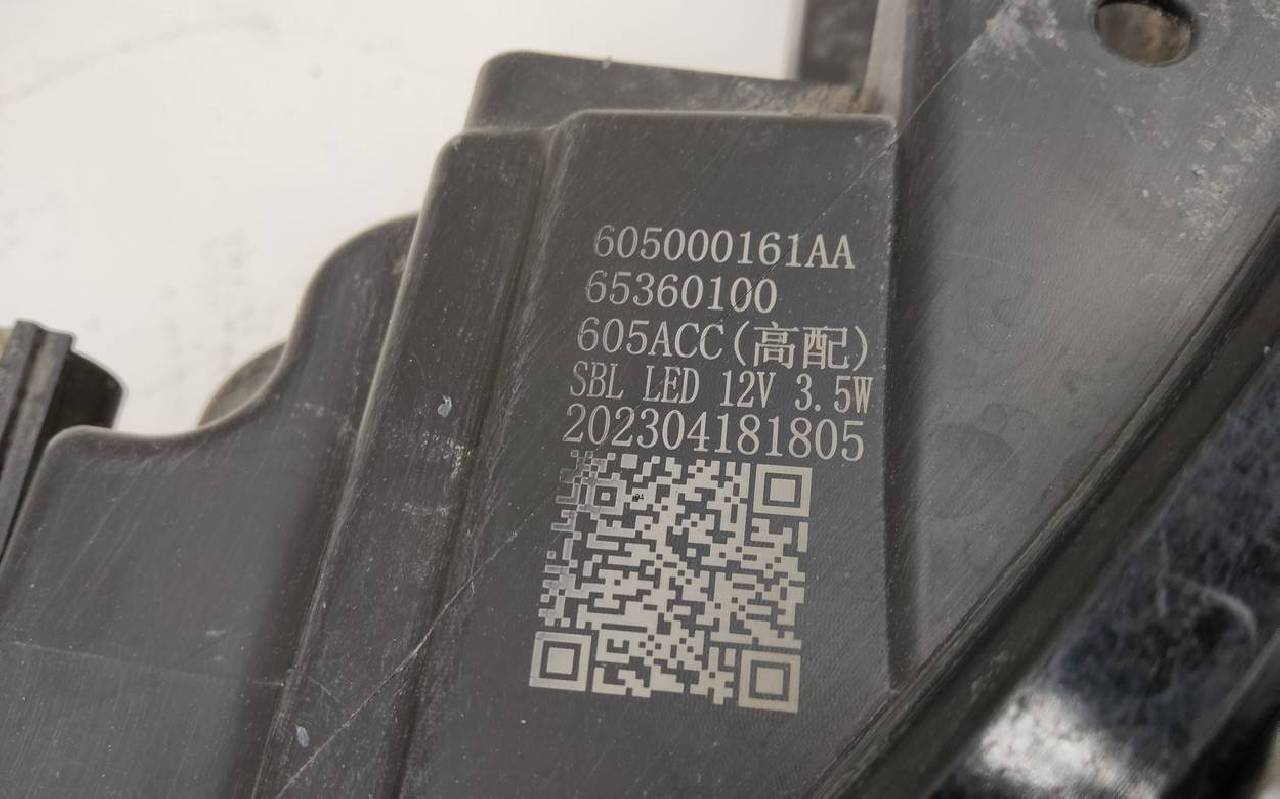 605000161AA
65360100
605ACC(高配)
SBL LED 12V 3.5W
202304181805